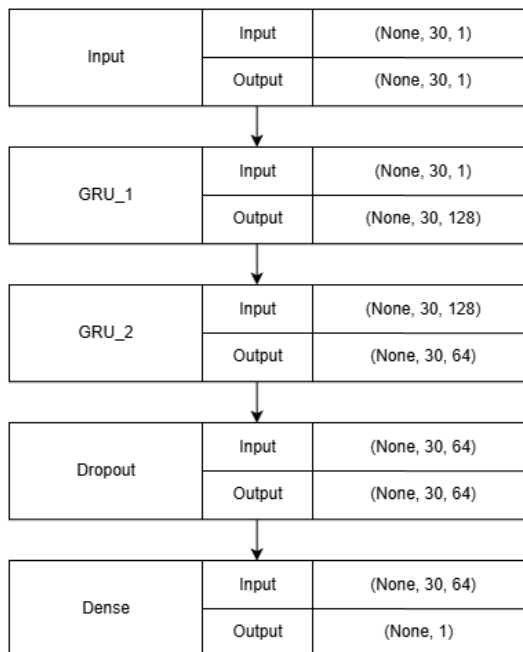 Input
Input
(None, 30, 1)
Output
(None, 30, 1)
GRU_1
Input
(None, 30, 1)
Output
(None, 30, 128)
GRU_2
Input
(None, 30, 128)
Output
(None, 30, 64)
Dropout
Input
(None, 30, 64)
Output
(None, 30, 64)
Dense
Input
(None, 30, 64)
Output
(None, 1)